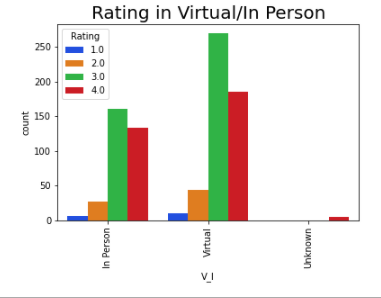 Rating in Virtual/In Person
Rating
1.0
2.0
3.0
4.0
count
250
200
150
100
50
0
In Person
Virtual
Unknown
V_I